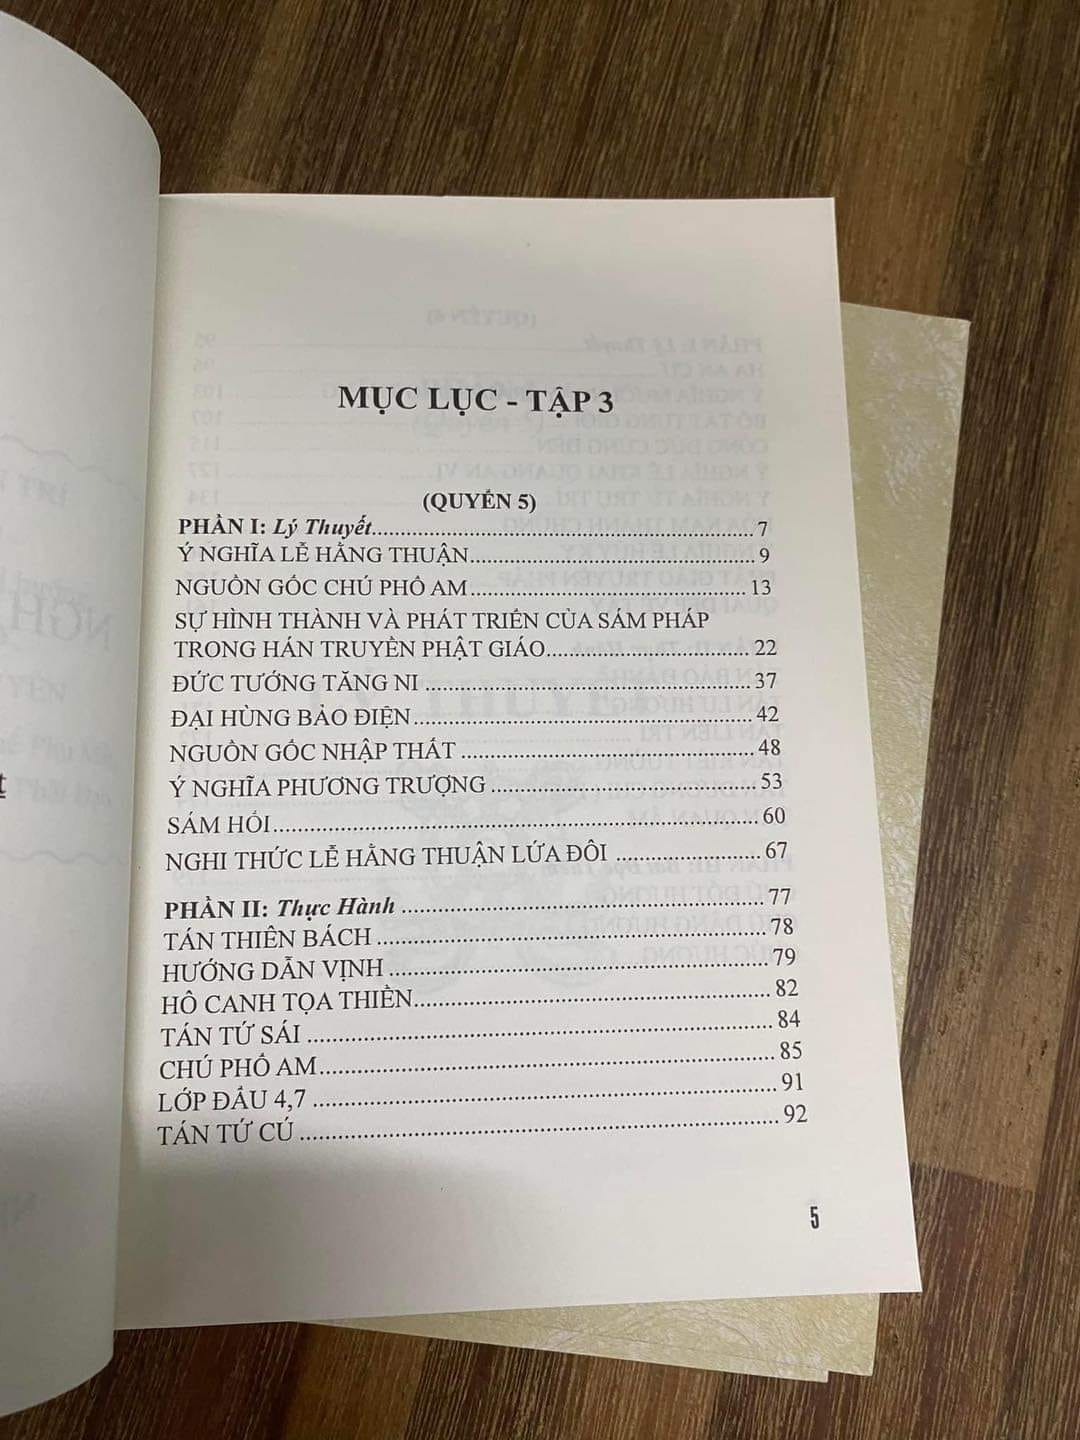 MỤC LỤC - TẬP 3
(QUYỂN 5)
PHẦN I: Lý Thuyết.......... 7
Ý NGHĨA LỄ HẰNG THUẬN.......... 9
NGUỒN GỐC CHÚ PHỔ AM.......... 13
SỰ HÌNH THÀNH VÀ PHÁT TRIỂN CỦA SÁM PHÁP
TRONG HÁN TRUYỀN PHẬT GIÁO.......... 22
ĐỨC TƯỚNG TĂNG NI.......... 37
ĐẠI HÙNG BẢO ĐIỆN.......... 42
NGUỒN GỐC NHẬP THẤT.......... 48
Ý NGHĨA PHƯƠNG TRƯỢNG.......... 53
SÁM HỐI.......... 60
NGHI THỨC LỄ HẰNG THUẬN LỨA ĐÔI.......... 67
PHẦN II: Thực Hành.......... 77
TÁN THIÊN BÁCH.......... 78
HƯỚNG DẪN VỊNH.......... 79
HÔ CANH TỌA THIỀN.......... 82
TÁN TỨ SÁI.......... 84
CHÚ PHỔ AM.......... 85
LỚP ĐẦU 4,7.......... 91
TÁN TỨ CÚ.......... 92
5